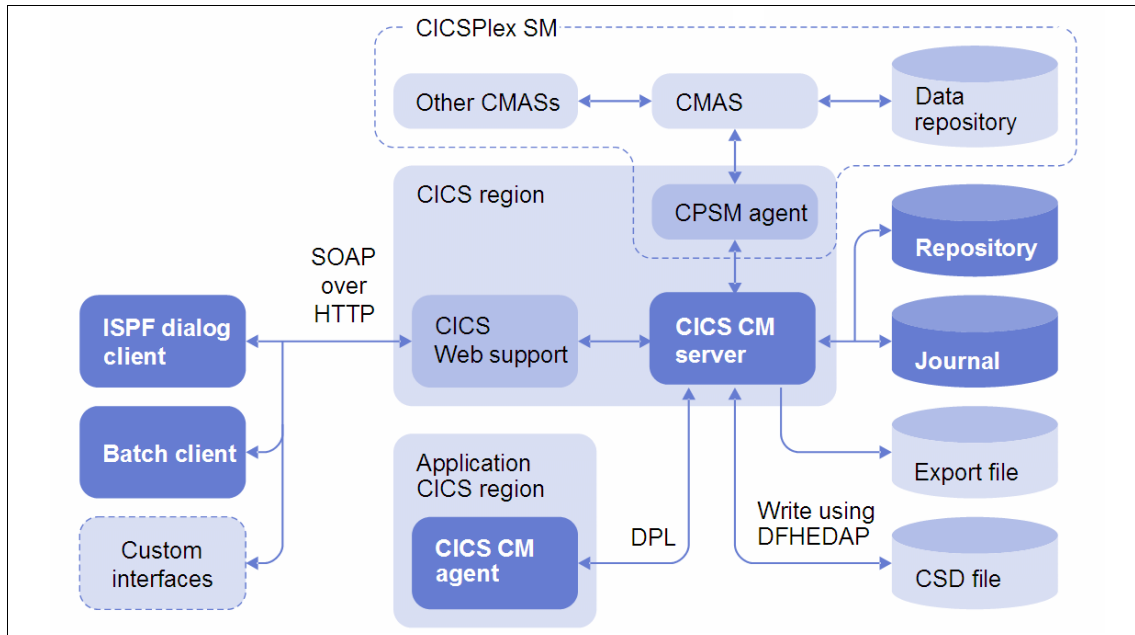 CICSPlex SM
Other CMASs
CMAS
Data
repository
CICS region
CPSM agent
Repository
SOAP
over
HTTP
ISPF dialog
client
CICS
Web support
CICS CM
server
Journal
Batch client
Application
CICS region
Export file
Custom
interfaces
CICS CM
agent
DPL
Write using
DFHEDAP
CSD file